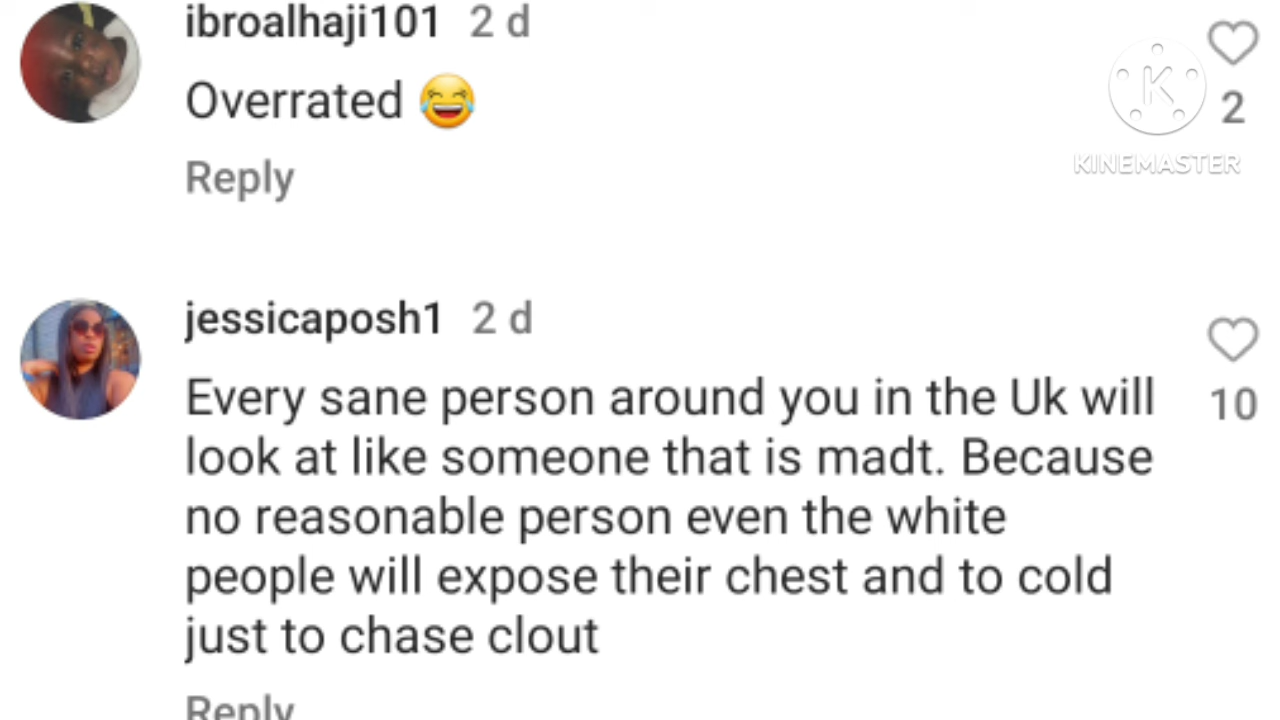 ibroalhaji101 2 d
Overrated 😂
2
Reply
KINEMASTER
jessicaposh1 2 d
Every sane person around you in the Uk will
look at like someone that is madt. Because
no reasonable person even the white
people will expose their chest and to cold
just to chase clout
10
Reply